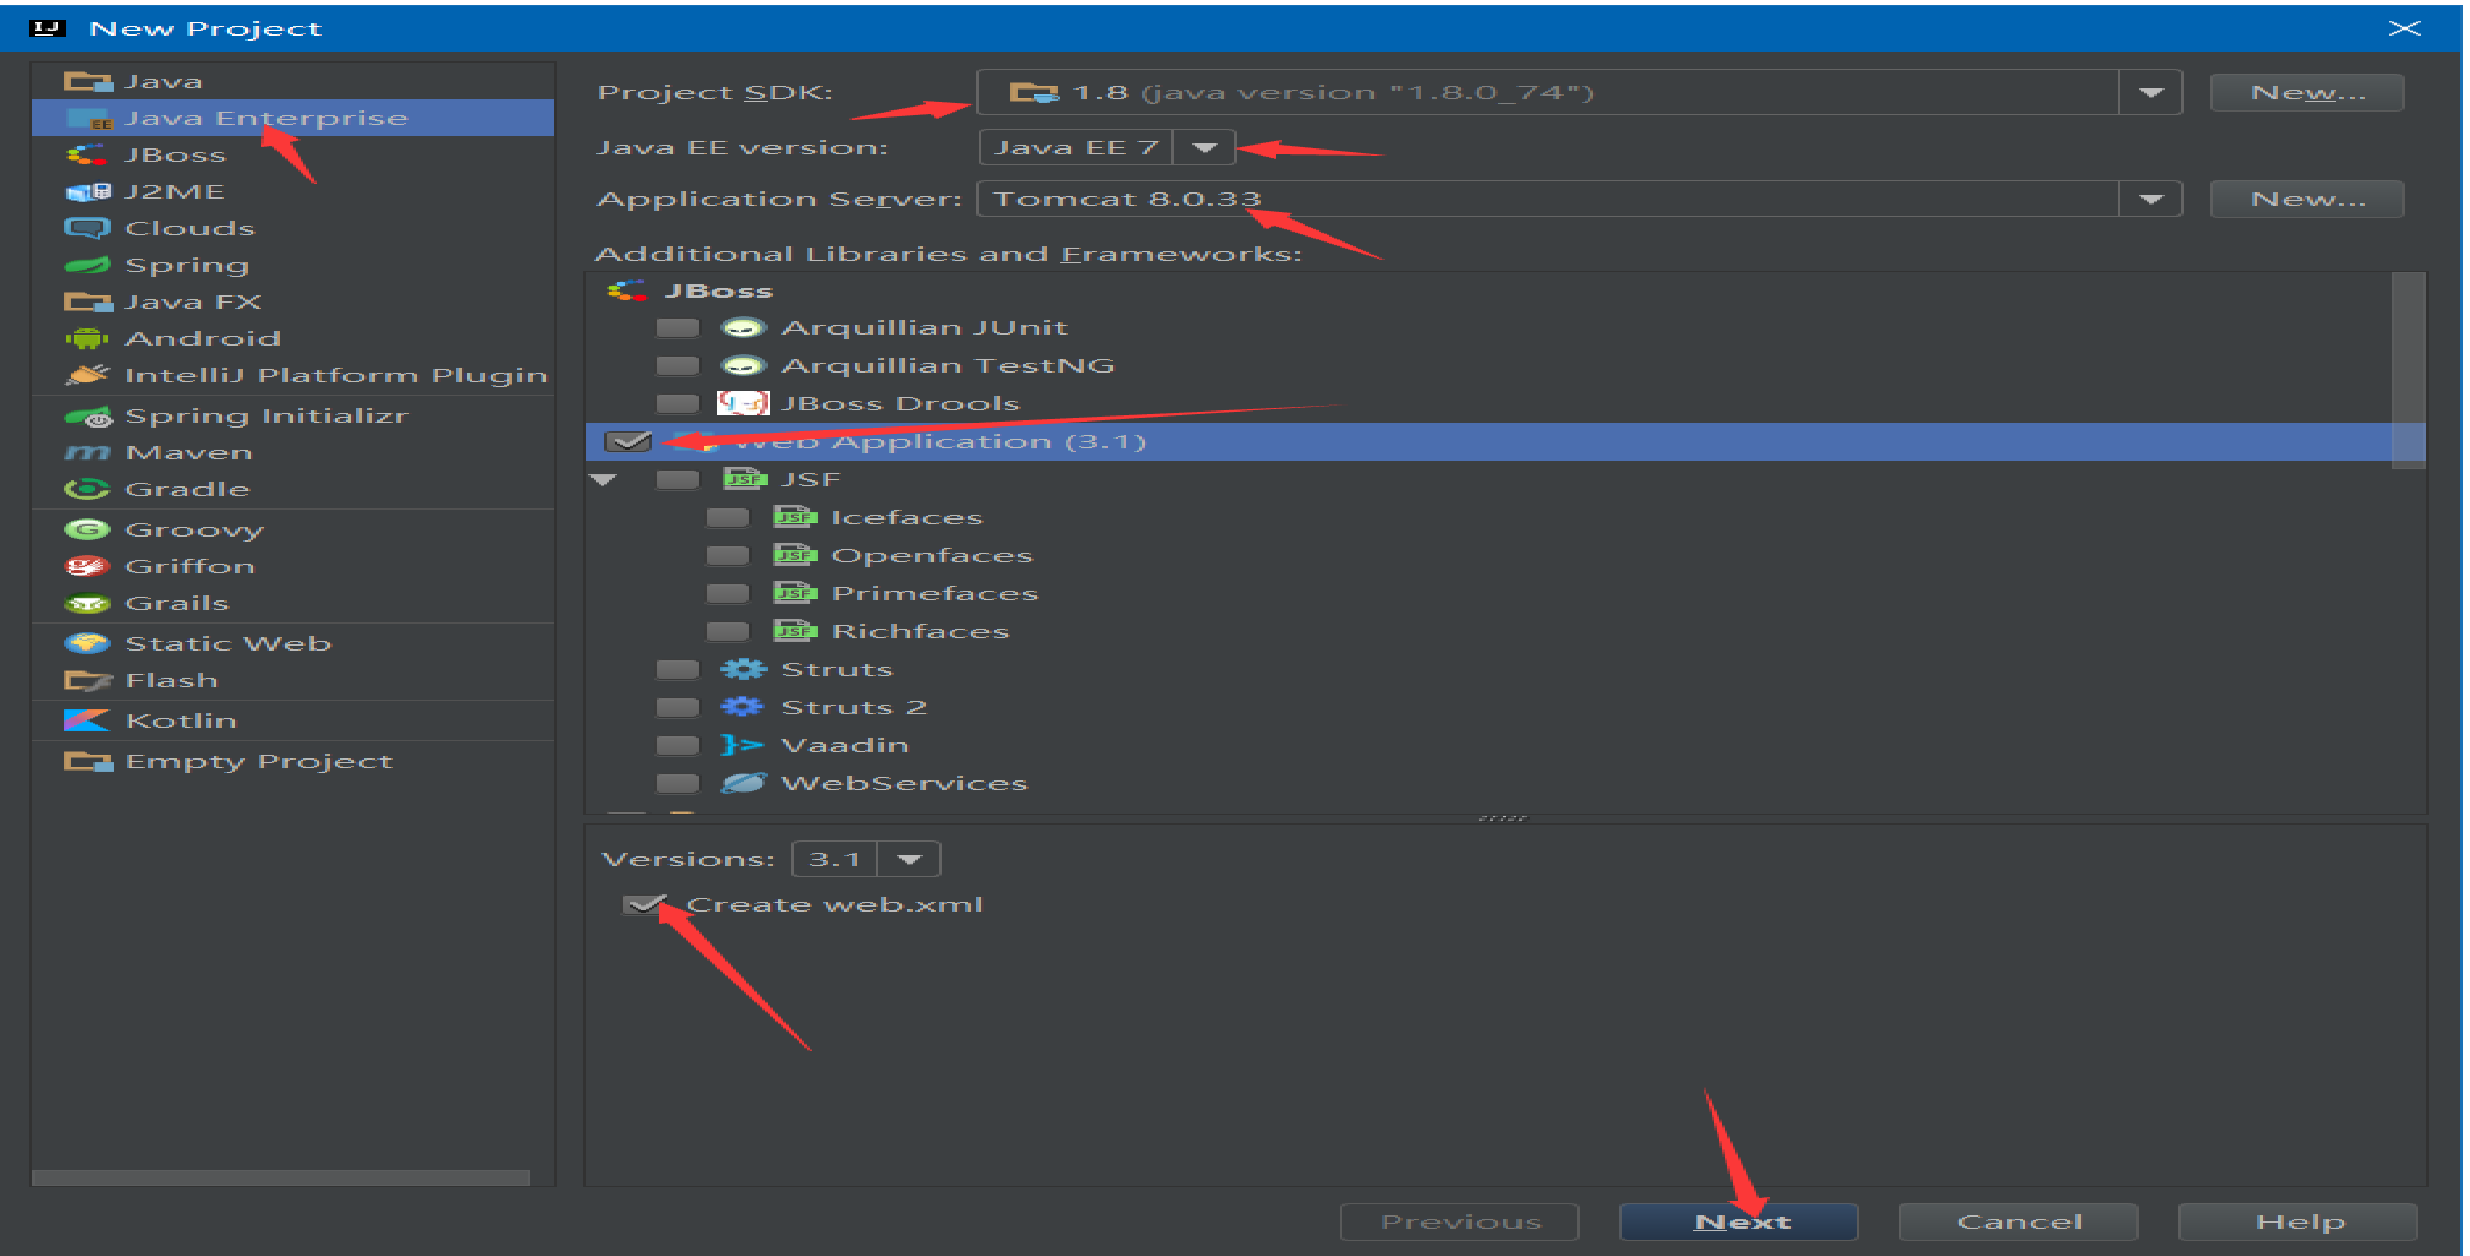 New Project
Java
Java Enterprise
JBoss
J2ME
Clouds
Spring
Java FX
Android
IntelliJ Platform Plugin
Spring Initializr
Maven
Gradle
Groovy
Griffon
Grails
Static Web
Flash
Kotlin
Empty Project
Project SDK: 1.8 (java version "1.8.0_74") New...
Java EE version: Java EE 7
Application Server: Tomcat 8.0.33 New...
Additional Libraries and Frameworks:
JBoss
Arquillian JUnit
Arquillian TestNG
JBoss Drools
Web Application (3.1)
JSF
Icefaces
Openfaces
Primefaces
Richfaces
Struts
Struts 2
Vaadin
WebServices
Versions: 3.1
Create web.xml
Previous Next Cancel Help